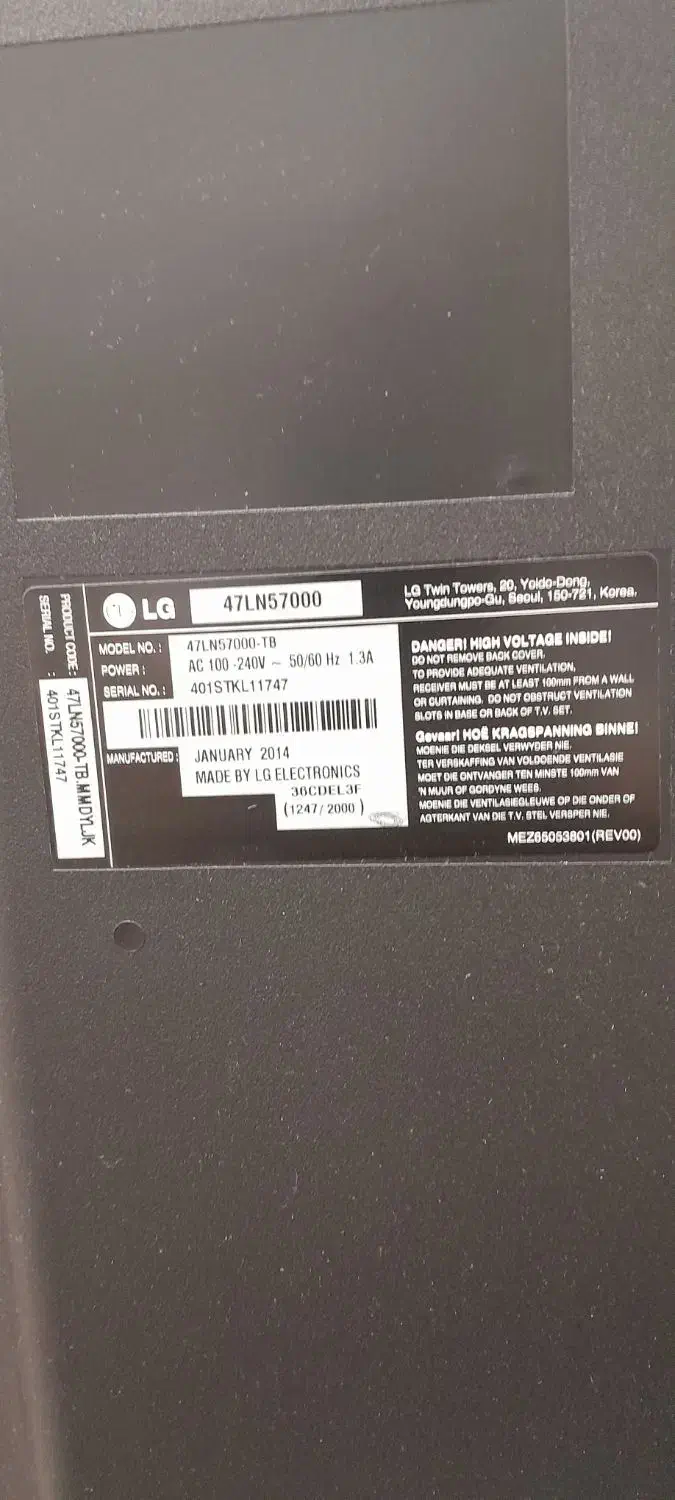 LG
47LN57000
LG Twin Towers, 20, Yoido-Dong,
Youngdungpo-Gu, Seoul, 150-721, Korea.
MODEL NO. : 47LN57000-TB
POWER : AC 100 -240V ~ 50/60 Hz 1.3A
SERIAL NO. : 401STKL11747
MANUFACTURED : JANUARY 2014
MADE BY LG ELECTRONICS
36CDEL3F
(1247/ 2000 )
DANGER! HIGH VOLTAGE INSIDE!
DO NOT REMOVE BACK COVER.
TO PROVIDE ADEQUATE VENTILATION,
RECEIVER MUST BE AT LEAST 100mm FROM A WALL
OR CURTAINING. DO NOT OBSTRUCT VENTILATION
SLOTS IN BASE OR BACK OF T.V. SET.
Gevaar! HOË KRAGSPANNING BINNE!
MOENIE DIE DEKSEL VERWYDER NIE.
TER VERSKAFFING VAN VOLDOENDE VENTILASIE
MOET DIE ONTVANGER TEN MINSTE 100mm VAN
'N MUUR OF GORDYNE WEES.
MOENIE DIE VENTILASIEGLEUWE OP DIE ONDER OF
AGTERKANT VAN DIE T.V. STEL VERSPER NIE.
MEZ65053801(REV00)
PRODUCT CODE : 47LN57000-TB.MMDYLJK
SERIAL NO. : 401STKL11747